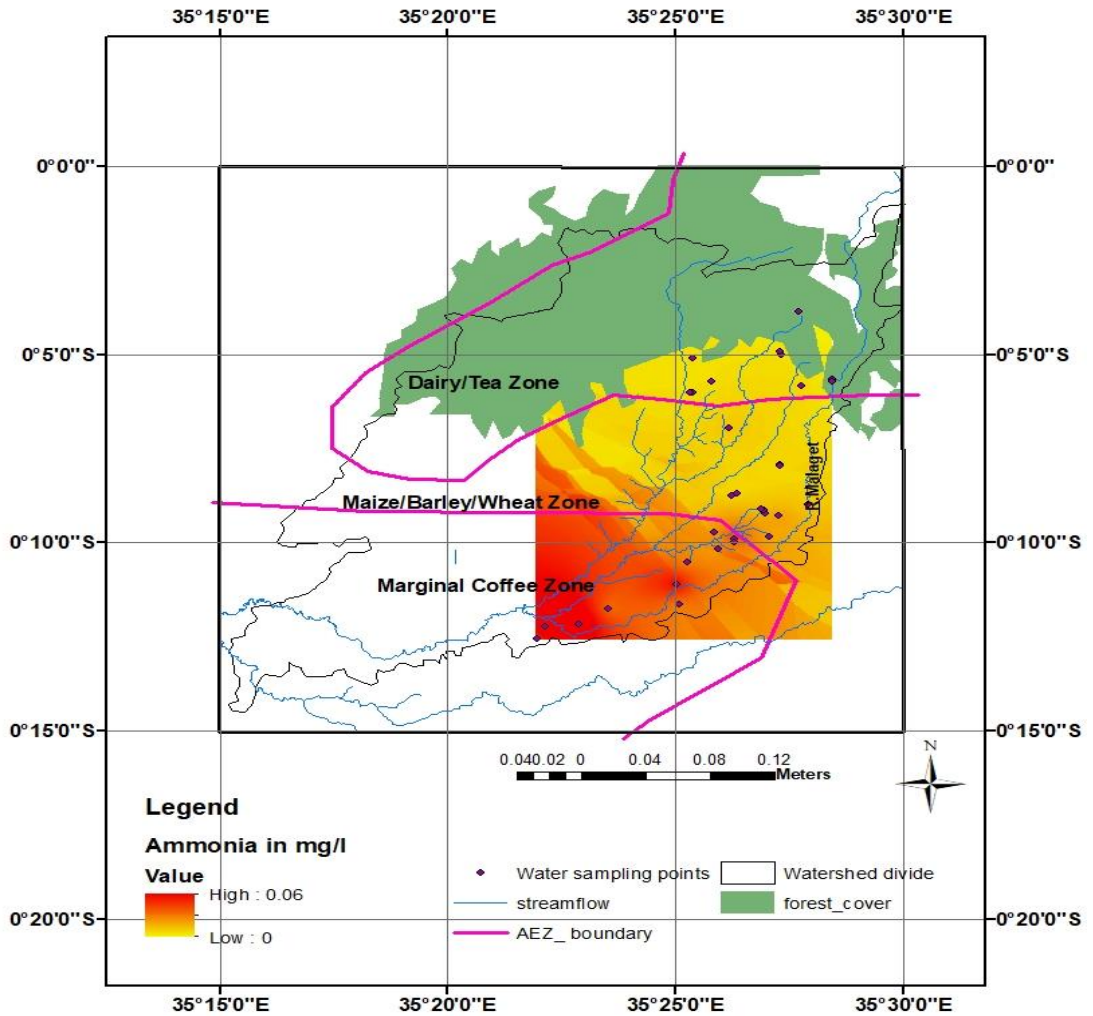 35°15'0"E 35°20'0"E 35°25'0"E 35°30'0"E
0°0'0" 0°0'0"
0°5'0"S 0°5'0"S
Dairy/Tea Zone
R.Malaget
Maize/Barley/Wheat Zone
0°10'0"S 0°10'0"S
Marginal Coffee Zone
0°15'0"S 0°15'0"S
0.040.02 0 0.04 0.08 0.12
Meters
N
Legend
Ammonia in mg/l
Value
High : 0.06
Low : 0
Water sampling points
streamflow
AEZ_ boundary
Watershed divide
forest_cover
0°20'0"S 0°20'0"S
35°15'0"E 35°20'0"E 35°25'0"E 35°30'0"E